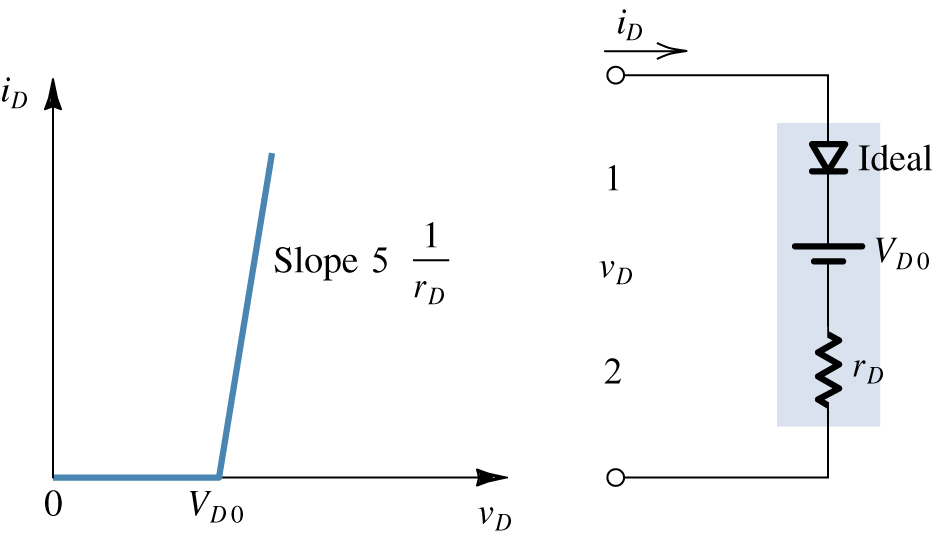 i_D
Slope 5 1/r_D
0
V_D0
v_D
i_D
1
v_D
2
Ideal
V_D0
r_D